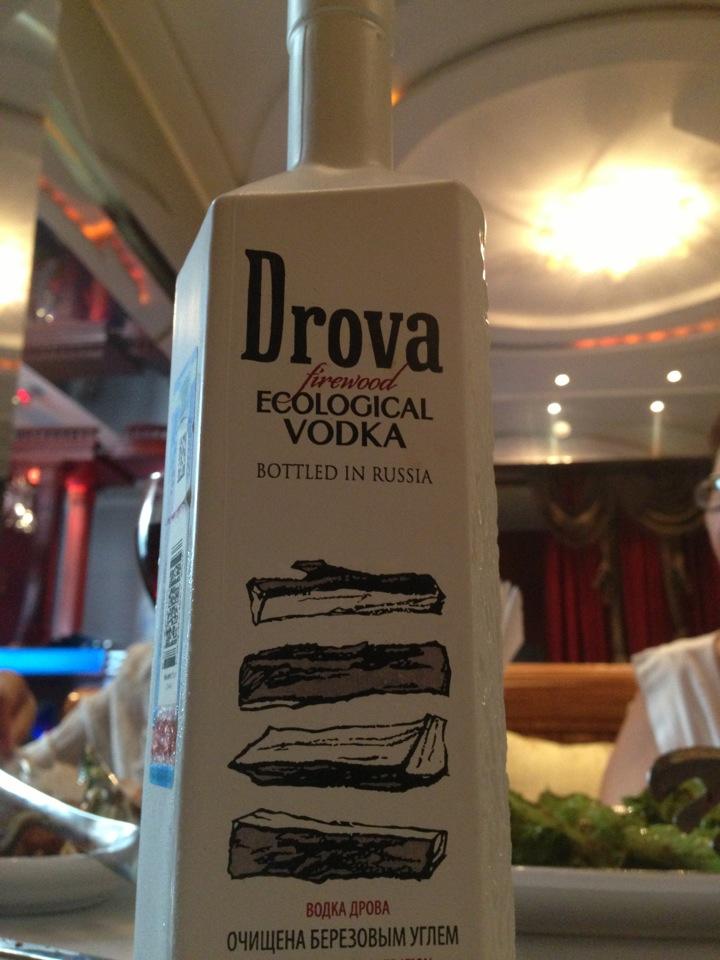 Drova
firewood
ECOLOGICAL
VODKA
BOTTLED IN RUSSIA
ВОДКА ДРОВА
ОЧИЩЕНА БЕРЕЗОВЫМ УГЛЕМ